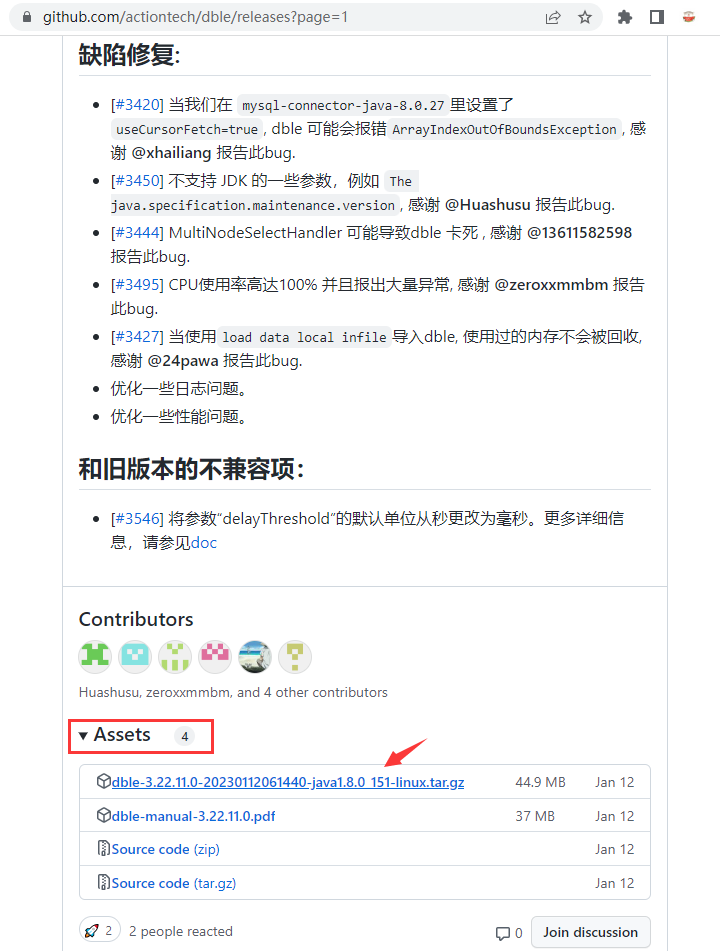 github.com/actiontech/dble/releases?page=1
缺陷修复:
[#3420] 当我们在 mysql-connector-java-8.0.27 里设置了
useCursorFetch=true , dble 可能会报错 ArrayIndexOutOfBoundsException , 感
谢 @xhailiang 报告此bug.
[#3450] 不支持 JDK 的一些参数，例如 The
java.specification.maintenance.version , 感谢 @Huashusu 报告此bug.
[#3444] MultiNodeSelectHandler 可能导致dble 卡死 , 感谢 @13611582598
报告此bug.
[#3495] CPU使用率高达100% 并且报出大量异常, 感谢 @zeroxxmmbm 报告
此bug.
[#3427] 当使用 load data local infile 导入dble, 使用过的内存不会被回收,
感谢 @24pawa 报告此bug.
优化一些日志问题。
优化一些性能问题。
和旧版本的不兼容项：
[#3546] 将参数“delayThreshold”的默认单位从秒更改为毫秒。更多详细信
息，请参见doc
Contributors
Huashusu, zeroxxmmbm, and 4 other contributors
Assets 4
dble-3.22.11.0-20230112061440-java1.8.0_151-linux.tar.gz 44.9 MB Jan 12
dble-manual-3.22.11.0.pdf 37 MB Jan 12
Source code (zip) Jan 12
Source code (tar.gz) Jan 12
2 2 people reacted 0 Join discussion